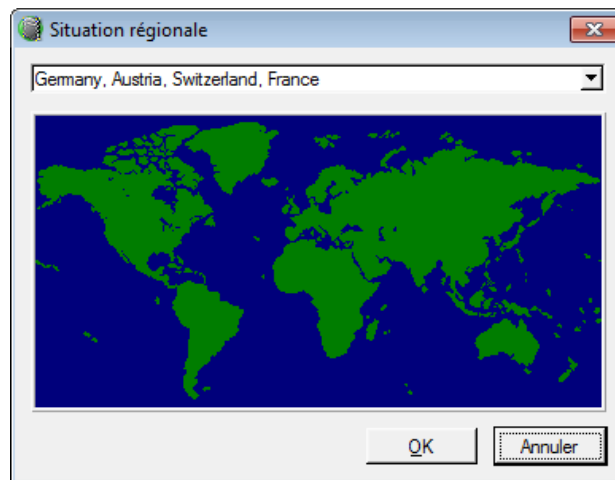 Situation régionale
Germany, Austria, Switzerland, France
OK
Annuler